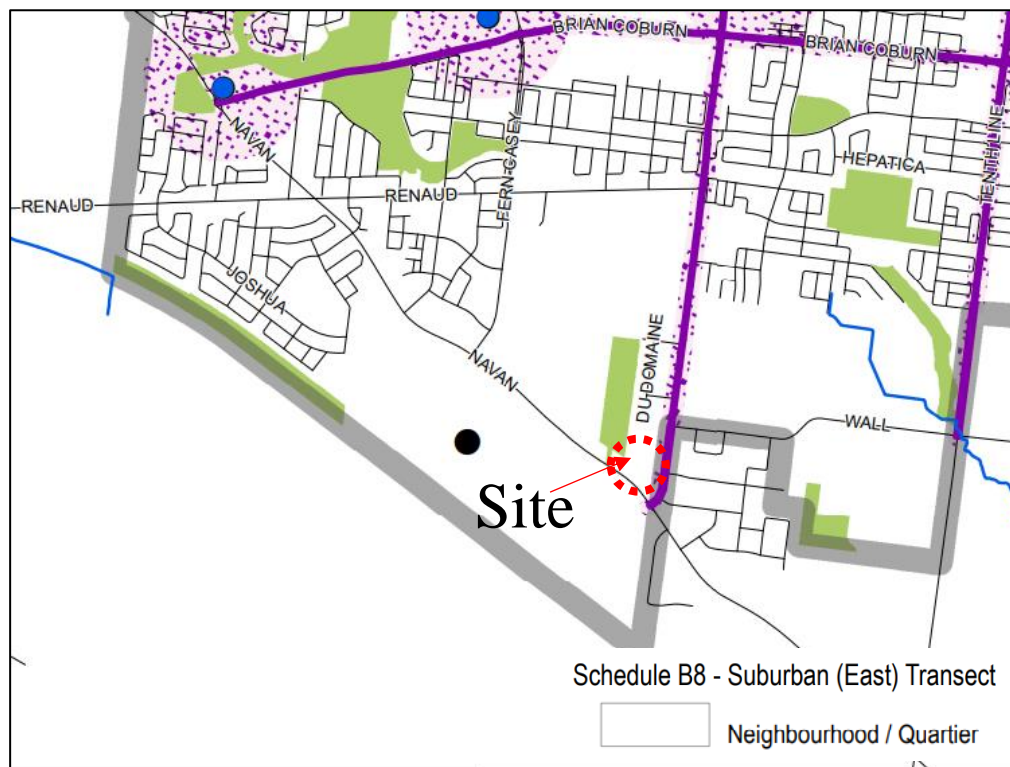 BRIAN COBURN
BRIAN COBURN
NAVAN
FERN CASEY
HEPATICA
TENTH LINE
RENAUD
RENAUD
JOSHUA
NAVAN
DU DOMAINE
WALL
Site
Schedule B8 - Suburban (East) Transect
Neighbourhood / Quartier